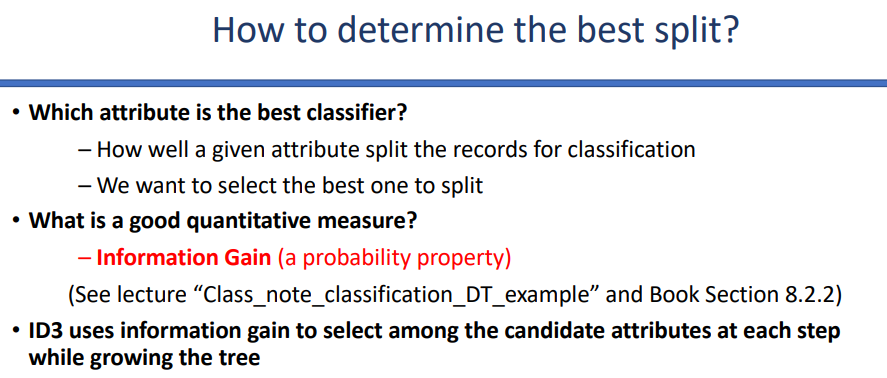 How to determine the best split?
• Which attribute is the best classifier?
– How well a given attribute split the records for classification
– We want to select the best one to split
• What is a good quantitative measure?
– Information Gain (a probability property)
(See lecture “Class_note_classification_DT_example” and Book Section 8.2.2)
• ID3 uses information gain to select among the candidate attributes at each step
while growing the tree